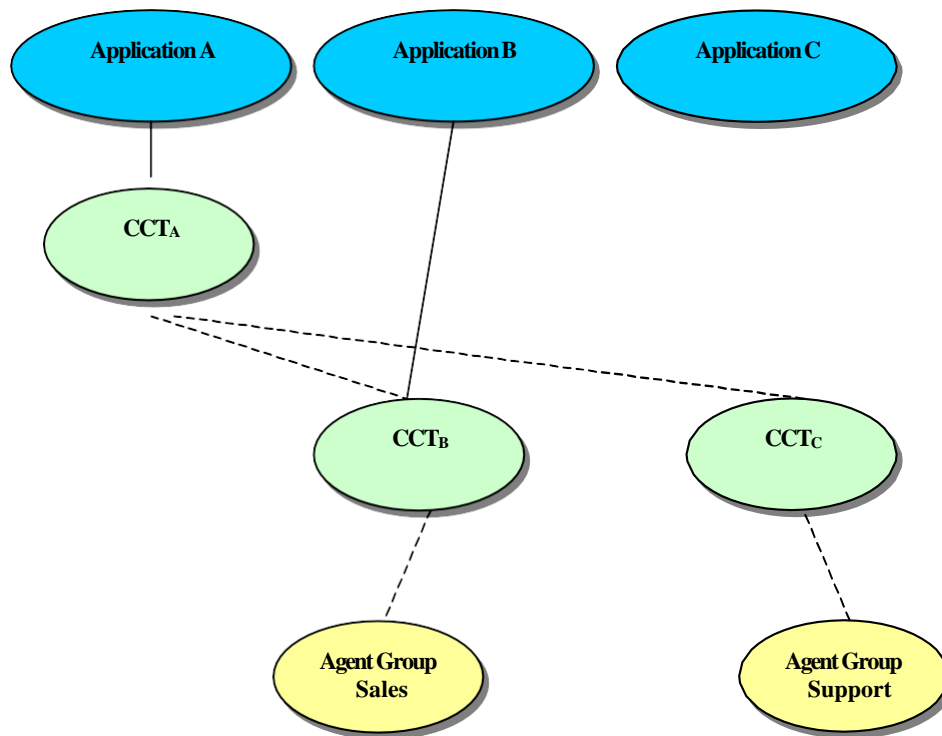 Application A
Application B
Application C
CCTA
CCTB
CCTC
Agent Group
Sales
Agent Group
Support